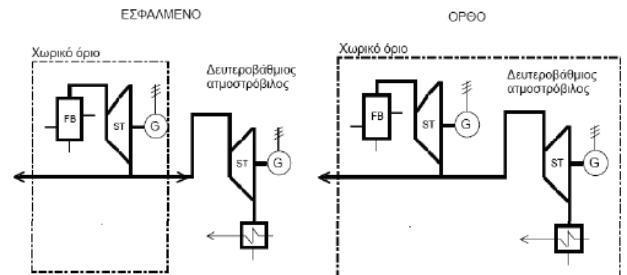 ΕΣΦΑΛΜΕΝΟ
ΟΡΘΟ
Χωρικό όριο
FB
ST
G
Δευτεροβάθμιος
ατμοστρόβιλος
ST
G
Χωρικό όριο
FB
ST
G
Δευτεροβάθμιος
ατμοστρόβιλος
ST
G